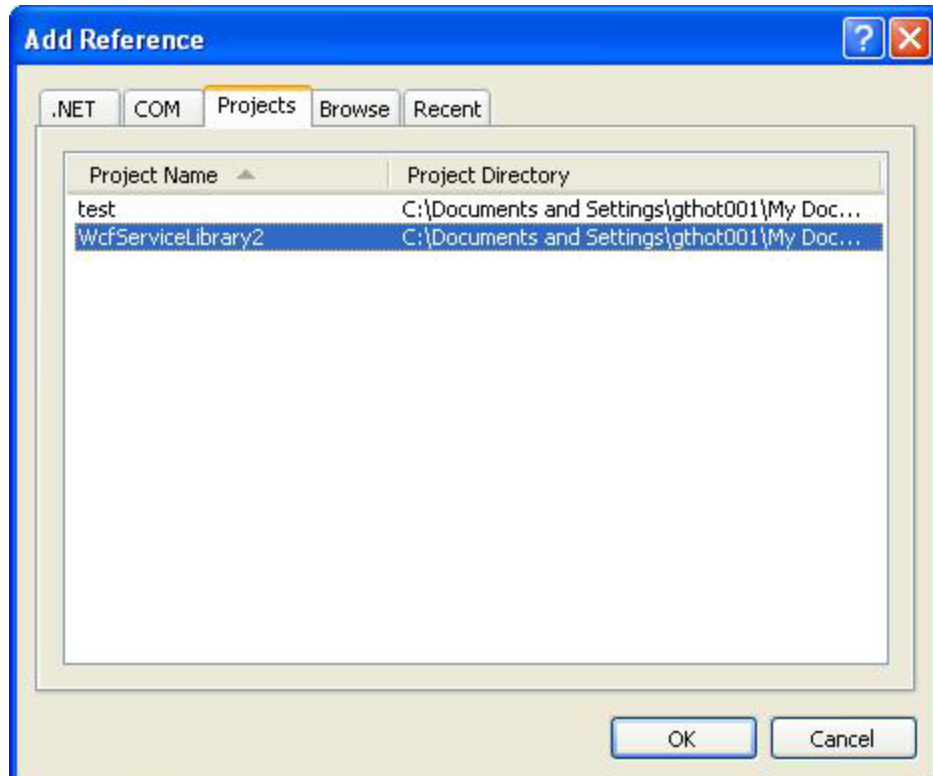 Add Reference
.NET COM Projects Browse Recent
Project Name Project Directory
test C:\Documents and Settings\gthot001\My Doc...
WcfServiceLibrary2 C:\Documents and Settings\gthot001\My Doc...
OK Cancel